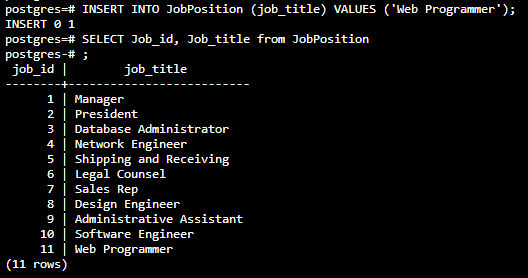 postgres=# INSERT INTO JobPosition (job_title) VALUES ('Web Programmer');
INSERT 0 1
postgres=# SELECT Job_id, Job_title from JobPosition
postgres-# ;
 job_id |        job_title
--------+-------------------------
      1 | Manager
      2 | President
      3 | Database Administrator
      4 | Network Engineer
      5 | Shipping and Receiving
      6 | Legal Counsel
      7 | Sales Rep
      8 | Design Engineer
      9 | Administrative Assistant
     10 | Software Engineer
     11 | Web Programmer
(11 rows)